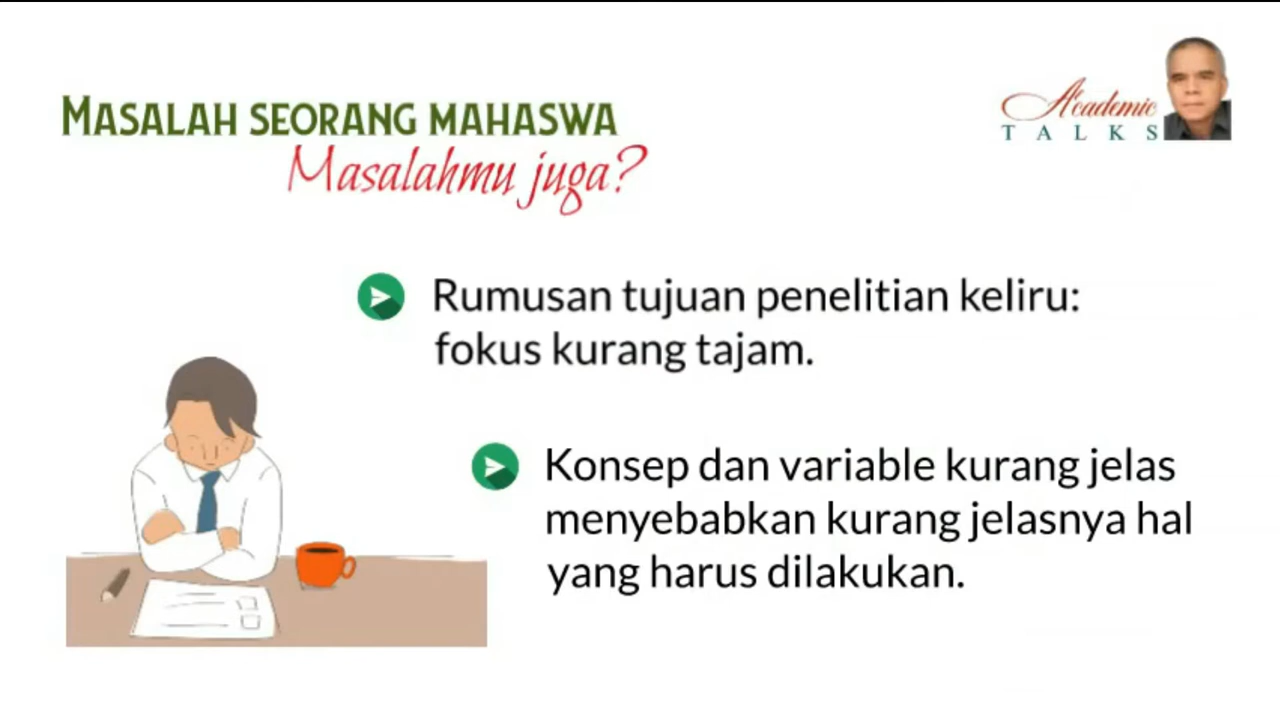 MASALAH SEORANG MAHASWA
Masalahmu juga?
Academic
TALKS
Rumusan tujuan penelitian keliru:
fokus kurang tajam.
Konsep dan variable kurang jelas
menyebabkan kurang jelasnya hal
yang harus dilakukan.